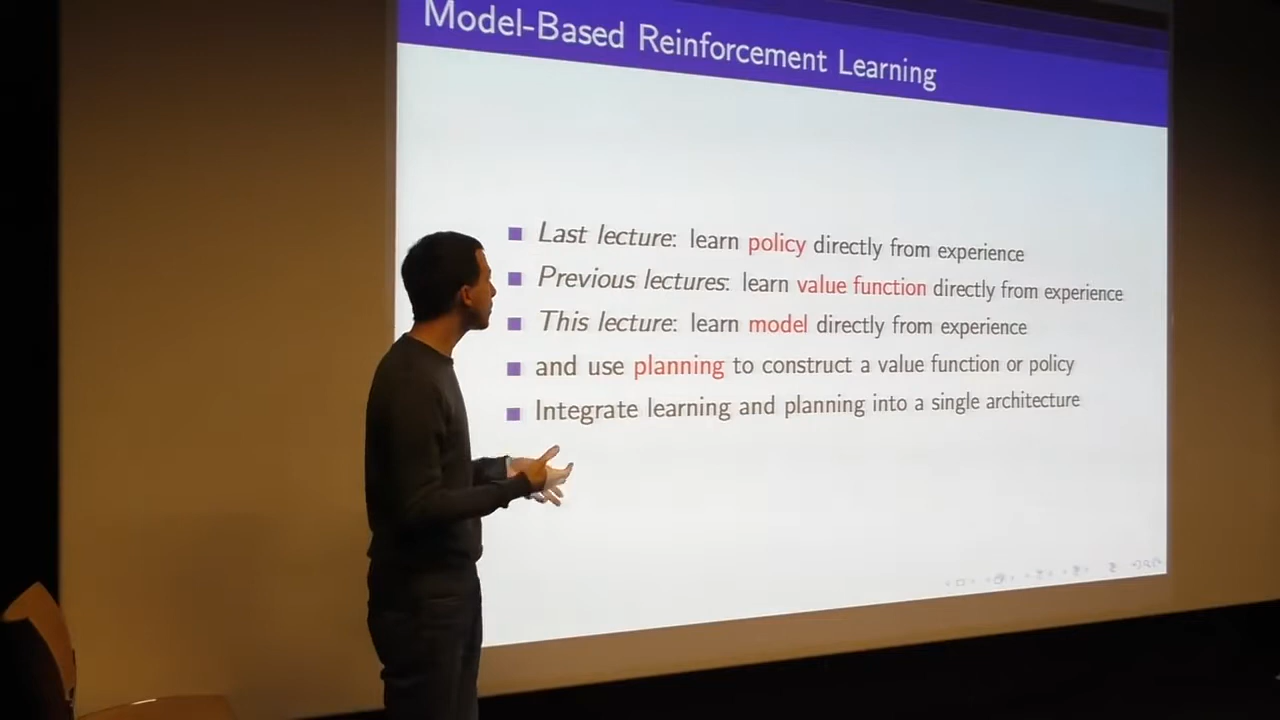 Model-Based Reinforcement Learning
Last lecture: learn policy directly from experience
Previous lectures: learn value function directly from experience
This lecture: learn model directly from experience
and use planning to construct a value function or policy
Integrate learning and planning into a single architecture